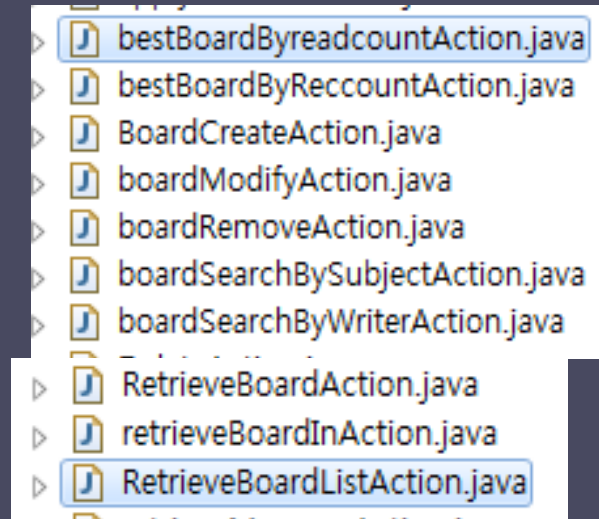 bestBoardByreadcountAction.java
bestBoardByReccountAction.java
BoardCreateAction.java
boardModifyAction.java
boardRemoveAction.java
boardSearchBySubjectAction.java
boardSearchByWriterAction.java
RetrieveBoardAction.java
retrieveBoardInAction.java
RetrieveBoardListAction.java